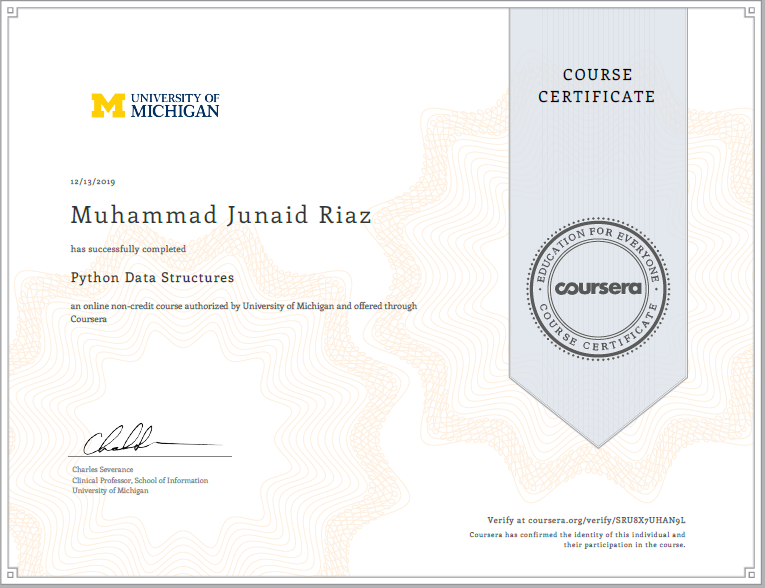 UNIVERSITY OF
MICHIGAN
COURSE
CERTIFICATE
12/13/2019
Muhammad Junaid Riaz
has successfully completed
Python Data Structures
an online non-credit course authorized by University of Michigan and offered through
Coursera
EDUCATION FOR EVERYONE
coursera
COURSE CERTIFICATE
Charles Severance
Clinical Professor, School of Information
University of Michigan
Verify at coursera.org/verify/SRU8X7UHAN9L
Coursera has confirmed the identity of this individual and
their participation in the course.